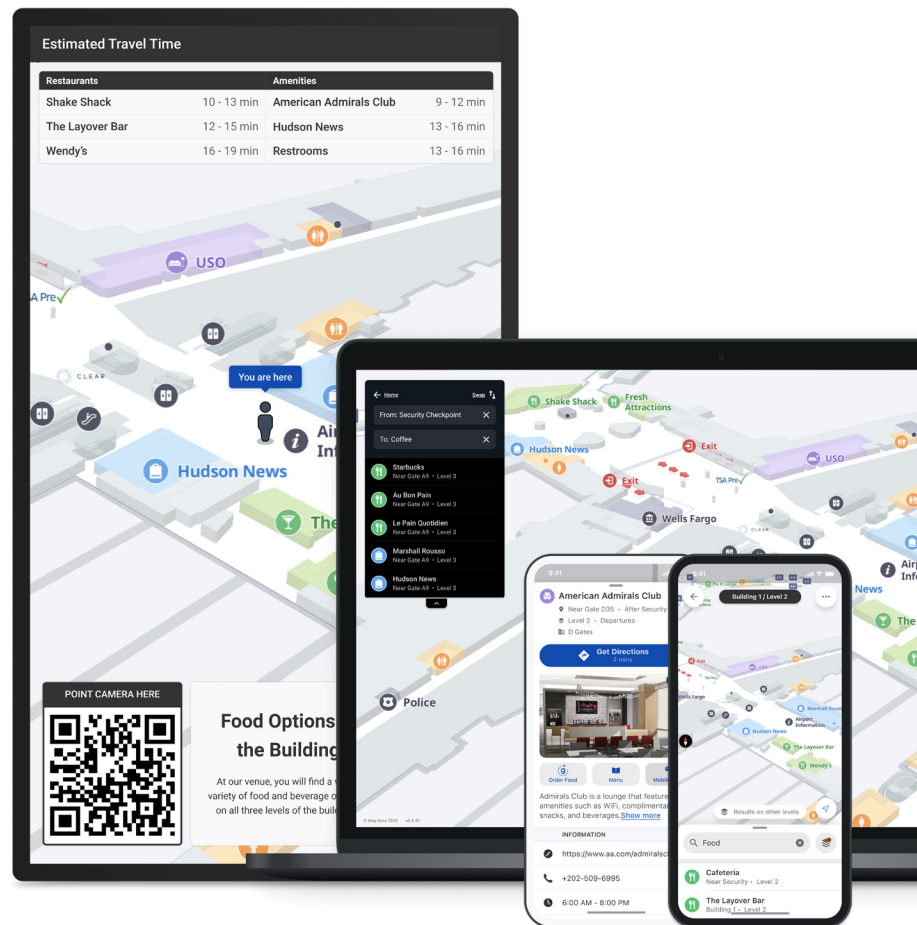 Estimated Travel Time
Restaurants Amenities
Shake Shack 10 - 13 min American Admirals Club 9 - 12 min
The Layover Bar 12 - 15 min Hudson News 13 - 16 min
Wendy's 16 - 19 min Restrooms 13 - 16 min
USO
TSA Pre✓
CLEAR
You are here
Hudson News
The
POINT CAMERA HERE
Food Options
the Building
At our venue, you will find a
variety of food and beverage
on all three levels of the
Home Swap
From: Security Checkpoint
To: Coffee
Starbucks
Near Gate A9 • Level 3
Au Bon Pain
Near Gate A9 • Level 3
Le Pain Quotidien
Near Gate A9 • Level 3
Marshall Rousso
Near Gate A9 • Level 3
Hudson News
Near Gate A9 • Level 3
Shake Shack
Fresh
Attractions
Hudson News
Exit
Exit
USO
TSA Pre✓
Wells Fargo
CLEAR
News
The
Police
9:41
American Admirals Club
Near Gate D35 • After Security
Level 2 • Departures
D Gates
Get Directions
4 mins
Order Food
Menu
Admirals Club is a lounge that
amenities such as WiFi,
snacks, and beverages. Show more
INFORMATION
https://www.aa.com/
+202-509-6995
6:00 AM - 8:00 PM
9:41
Building 1 / Level 2
Wells Fargo
USO
Marshall
Airport
Information
Hudson News
The Layover Bar
Wendy's
Results on other levels
Food
Cafeteria
Near Security • Level 2
The Layover Bar
Building 1 • Level 2